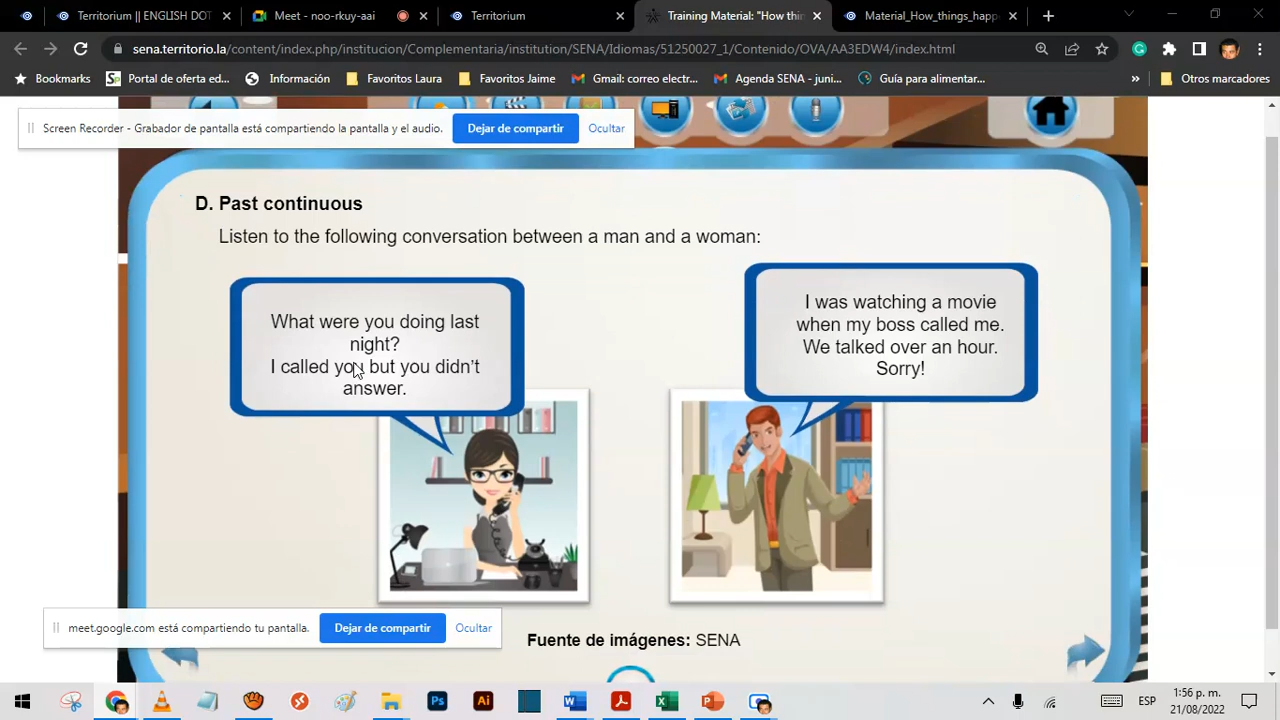 Territorium || ENGLISH DOT
Meet - noo-rkuy-aai
Territorium
Training Material: "How thin
Material_How_things_happ
sena.territorio.la/content/index.php/institucion/Complementaria/institution/SENA/Idiomas/51250027_1/Contenido/OVA/AA3EDW4/index.html
Bookmarks
Portal de ofertad ed...
Información
Favoritos Laura
Favoritos Jaimir
Gmail: correo electr...
Agenda SENA - Juni...
Guía para alimentar...
»
Otros marcadores
Screen Recorder - Grabador de pantalla está compartiendo la pantalla y el audio.
Dejar de compartir
Ocultar
D. Past continuous
Listen to the following conversation between a man and a woman:
What were you doing last
night?
I called you but you didn't
answer.
I was watching a movie
when my boss called me.
We talked over an hour.
Sorry!
meet.google.com está compartiendo tu pantalla.
Dejar de compartir
Ocultar
Fuente de imágenes: SENA
Ps
Ai
ESP
1:56 p. m.
21/08/2022